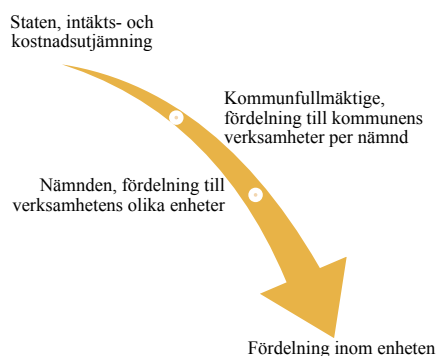 Staten, intäkts- och
kostnadsutjämning
Kommunfullmäktige,
fördelning till kommunens
verksamheter per nämnd
Nämnden, fördelning till
verksamhetens olika enheter
Fördelning inom enheten